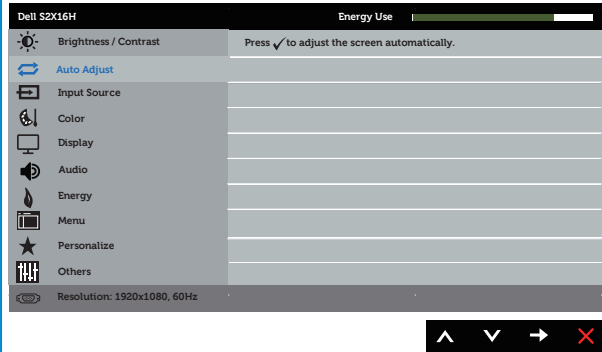 Dell S2X16H Energy Use
Brightness / Contrast Press ✓ to adjust the screen automatically.
Auto Adjust
Input Source
Color
Display
Audio
Energy
Menu
Personalize
Others
Resolution: 1920x1080, 60Hz